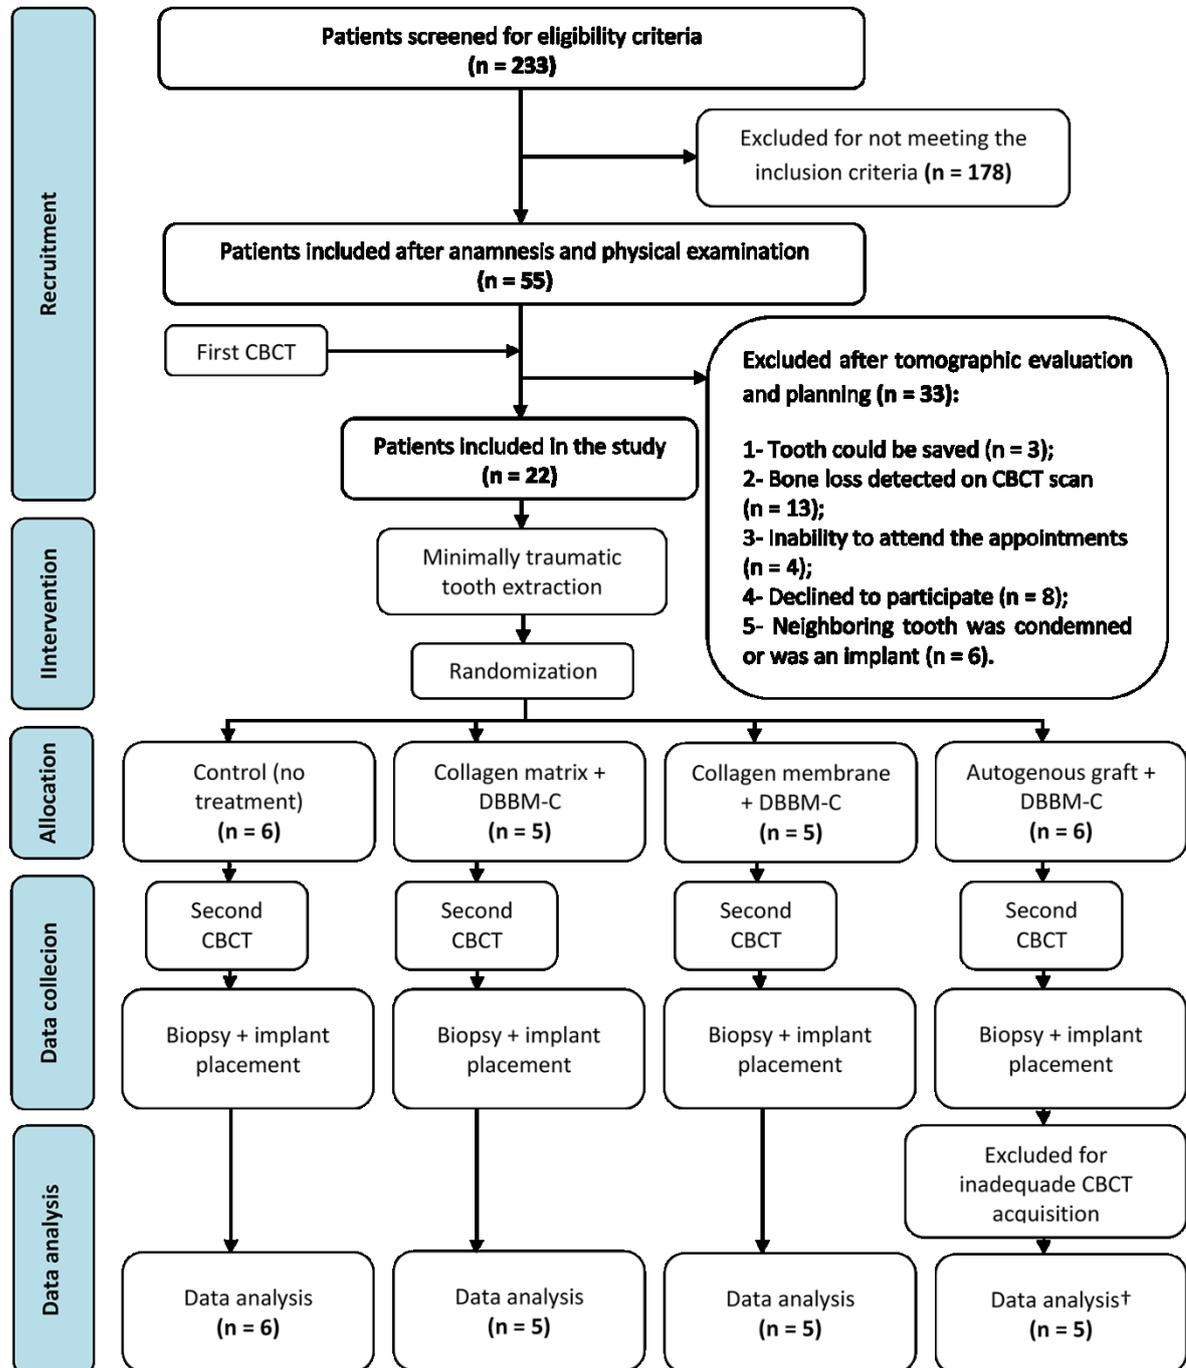 Recruitment
Patients screened for eligibility criteria
(n = 233)
Excluded for not meeting the
inclusion criteria (n = 178)
Patients included after anamnesis and physical examination
(n = 55)
First CBCT
Excluded after tomographic evaluation
and planning (n = 33):
1- Tooth could be saved (n = 3);
2- Bone loss detected on CBCT scan
(n = 13);
3- Inability to attend the appointments
(n = 4);
4- Declined to participate (n = 8);
5- Neighboring tooth was condemned
or was an implant (n = 6).
Patients included in the study
(n = 22)
IIntervention
Minimally traumatic
tooth extraction
Randomization
Allocation
Control (no
treatment)
(n = 6)
Collagen matrix +
DBBM-C
(n = 5)
Collagen membrane
+ DBBM-C
(n = 5)
Autogenous graft +
DBBM-C
(n = 6)
Data collecion
Second
CBCT
Second
CBCT
Second
CBCT
Second
CBCT
Biopsy + implant
placement
Biopsy + implant
placement
Biopsy + implant
placement
Biopsy + implant
placement
Data analysis
Excluded for
inadequade CBCT
acquisition
Data analysis
(n = 6)
Data analysis
(n = 5)
Data analysis
(n = 5)
Data analysis†
(n = 5)